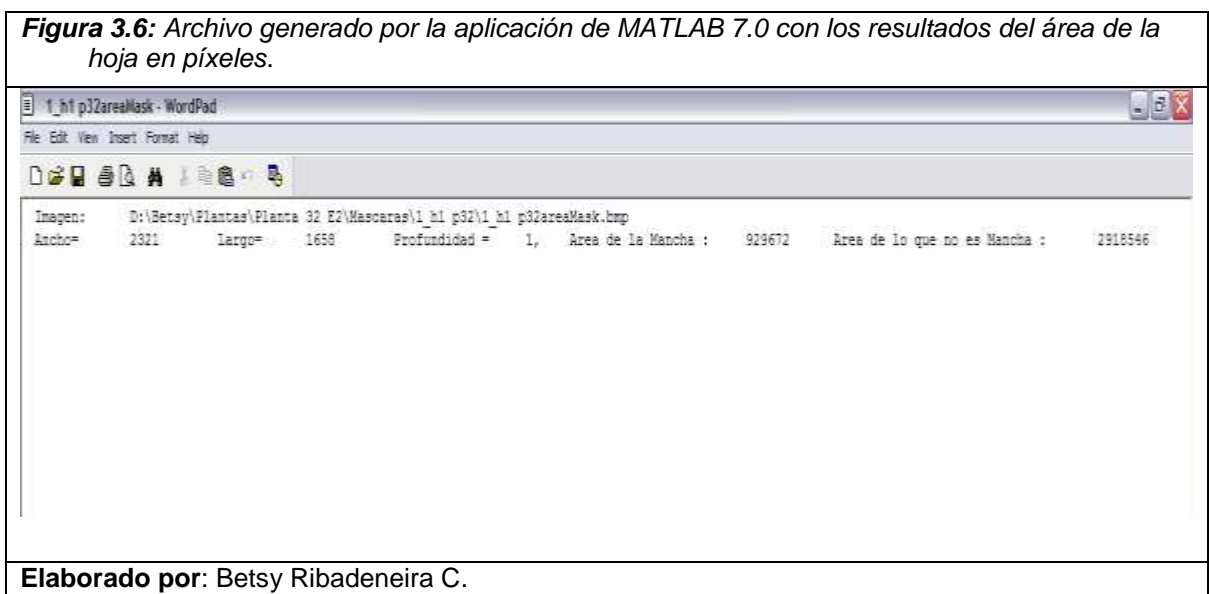 Figura 3.6: Archivo generado por la aplicación de MATLAB 7.0 con los resultados del área de la
hoja en píxeles.
1_h1 p32areaMask - WordPad
File Edit View Insert Format Help
Imagen: D:\Betsy\Plantas\Planta 32 E2\Mascaras\1_h1 p32\1_h1 p32areaMask.bmp
Ancho= 2321 largo= 1658 Profundidad = 1, Area de la Mancha : 929672 Area de lo que no es Mancha : 2918546
Elaborado por: Betsy Ribadeneira C.